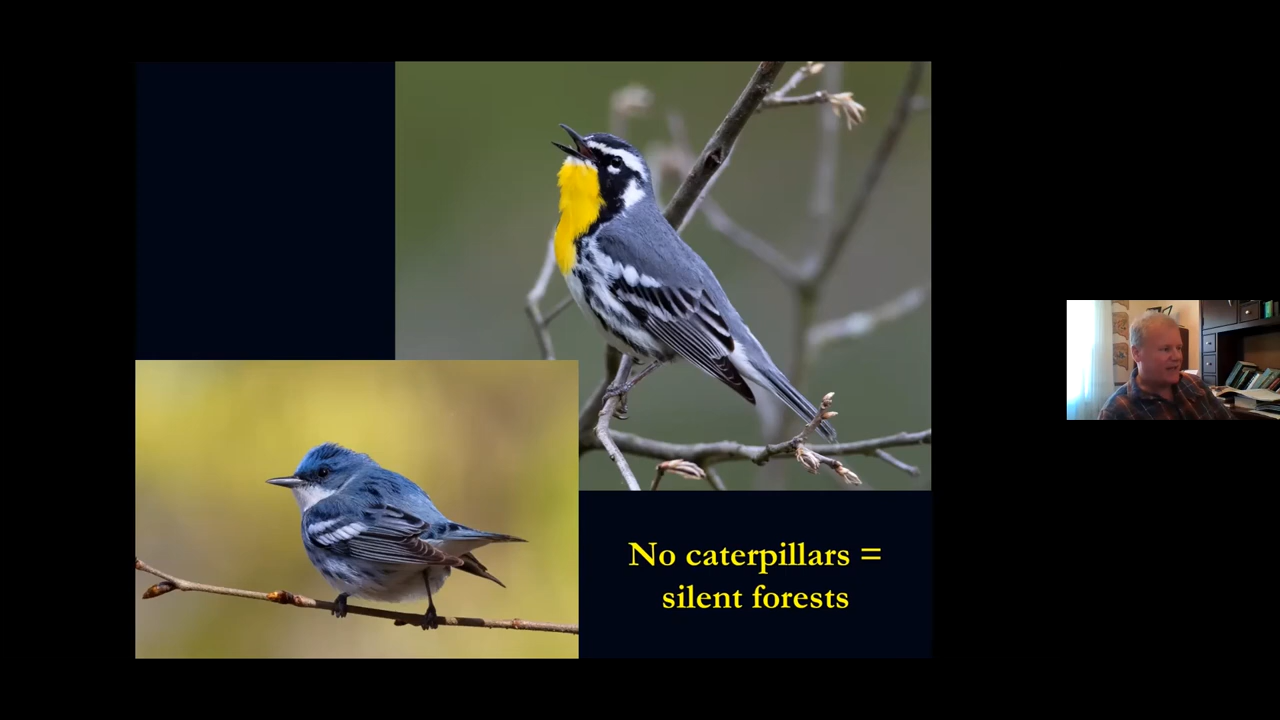 No caterpillars =
silent forests